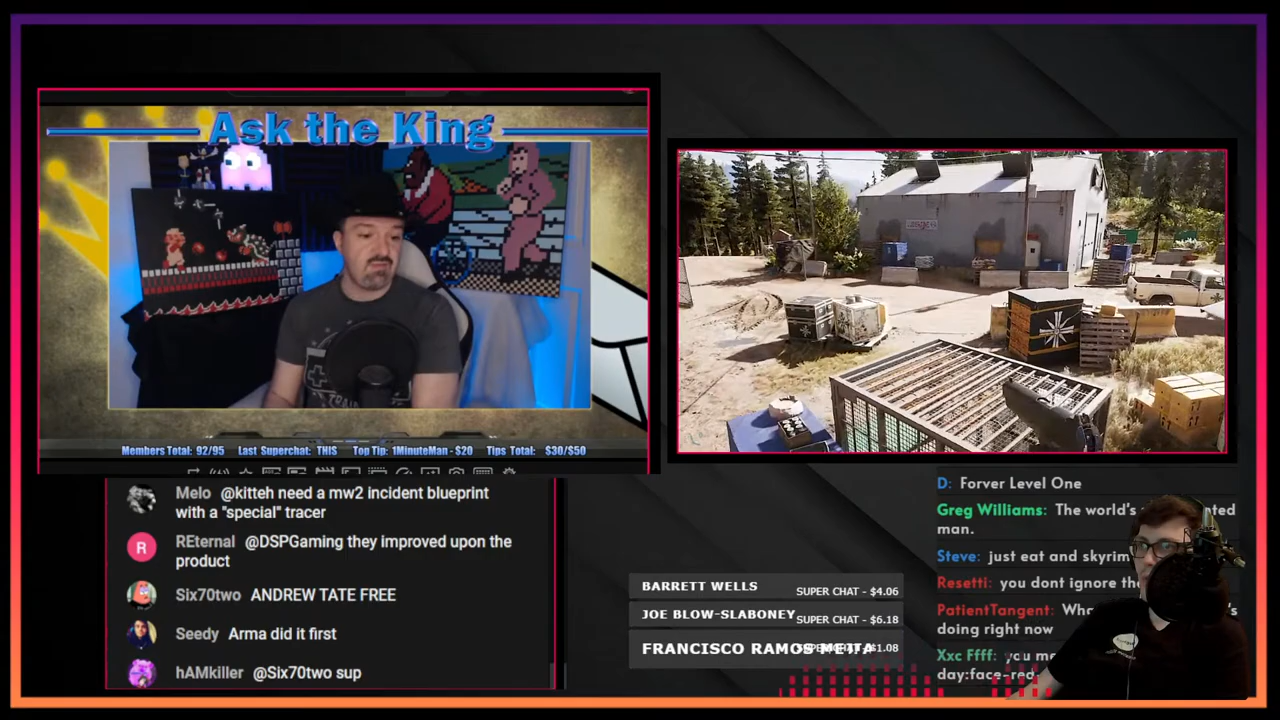 Ask the King
Members Total: 92/95 Last Superchat: THIS Top Tip: 1MinuteMan - $20 Tips Total: $30/$50
Melo @kitteh need a mw2 incident blueprint
with a "special" tracer
R
REternal @DSPGaming they improved upon the
product
Six70two ANDREW TATE FREE
Seedy Arma did it first
hAMkiller @Six70two sup
BARRETT WELLS SUPER CHAT - $4.06
JOE BLOW-SLABONEY SUPER CHAT - $6.18
FRANCISCO RAMOS META $1.08
D: Forver Level One
Greg Williams: The world's
man.
Steve: just eat and skyrim
Resetti: you dont ignore
PatientTangent:
doing right now
Xxc Ffff: you
day:face-red